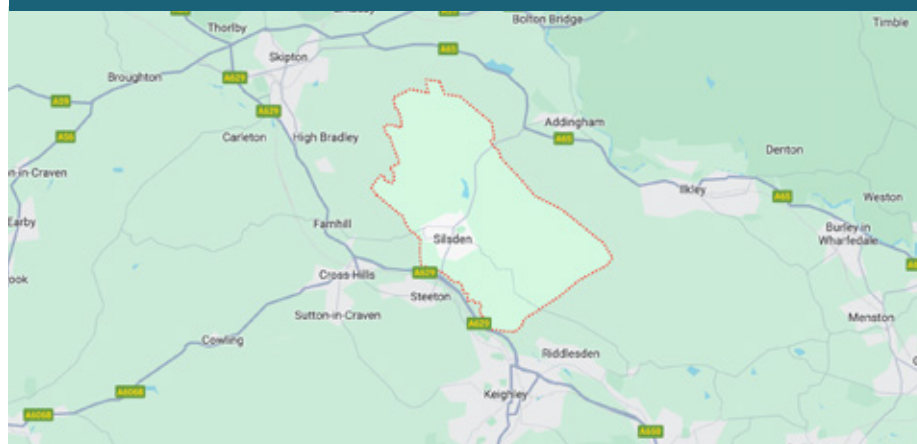 Bolton Bridge
Timble
Thorlby
A65
Skipton
Broughton
A629
A59
A629
Addingham
Carleton
High Bradley
A56
A65
Denton
n-in-Craven
Ilkley
A65
Weston
Earby
Farnhill
Burley in
Wharfedale
Silsden
ook
Cross Hills
A629
Steeton
Sutton-in-Craven
Menston
A629
Cowling
Riddlesden
Keighley
A6068
A6068
A650